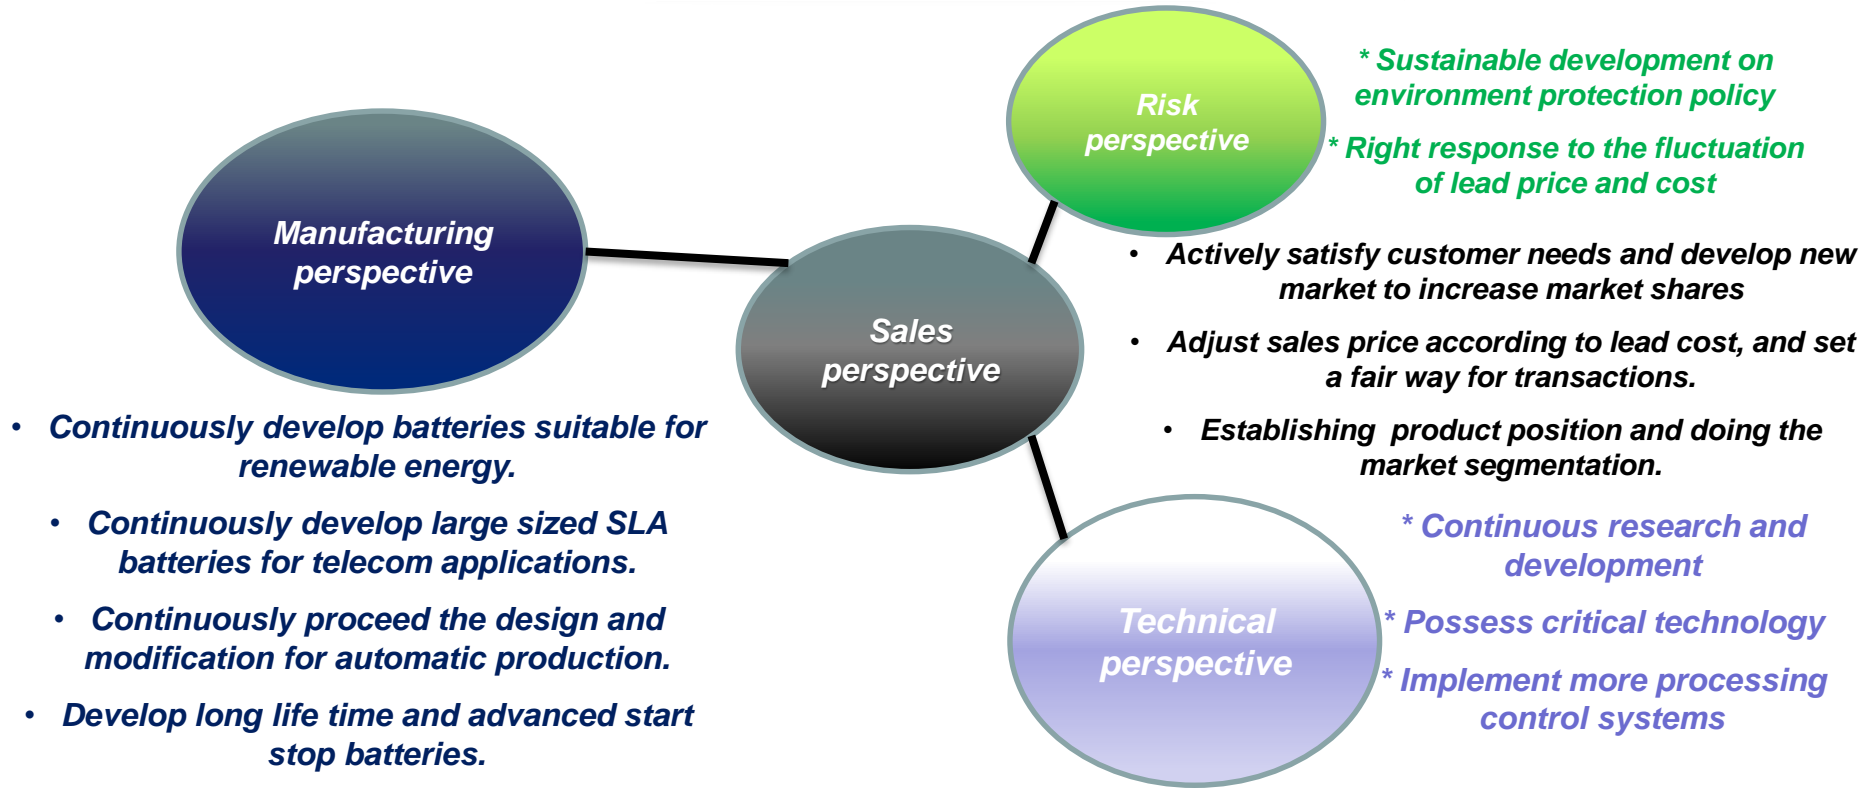 Manufacturing
perspective
• Continuously develop batteries suitable for
renewable energy.
• Continuously develop large sized SLA
batteries for telecom applications.
• Continuously proceed the design and
modification for automatic production.
• Develop long life time and advanced start
stop batteries.
Sales
perspective
Risk
perspective
* Sustainable development on
environment protection policy
* Right response to the fluctuation
of lead price and cost
• Actively satisfy customer needs and develop new
market to increase market shares
• Adjust sales price according to lead cost, and set
a fair way for transactions.
• Establishing product position and doing the
market segmentation.
Technical
perspective
* Continuous research and
development
* Possess critical technology
* Implement more processing
control systems